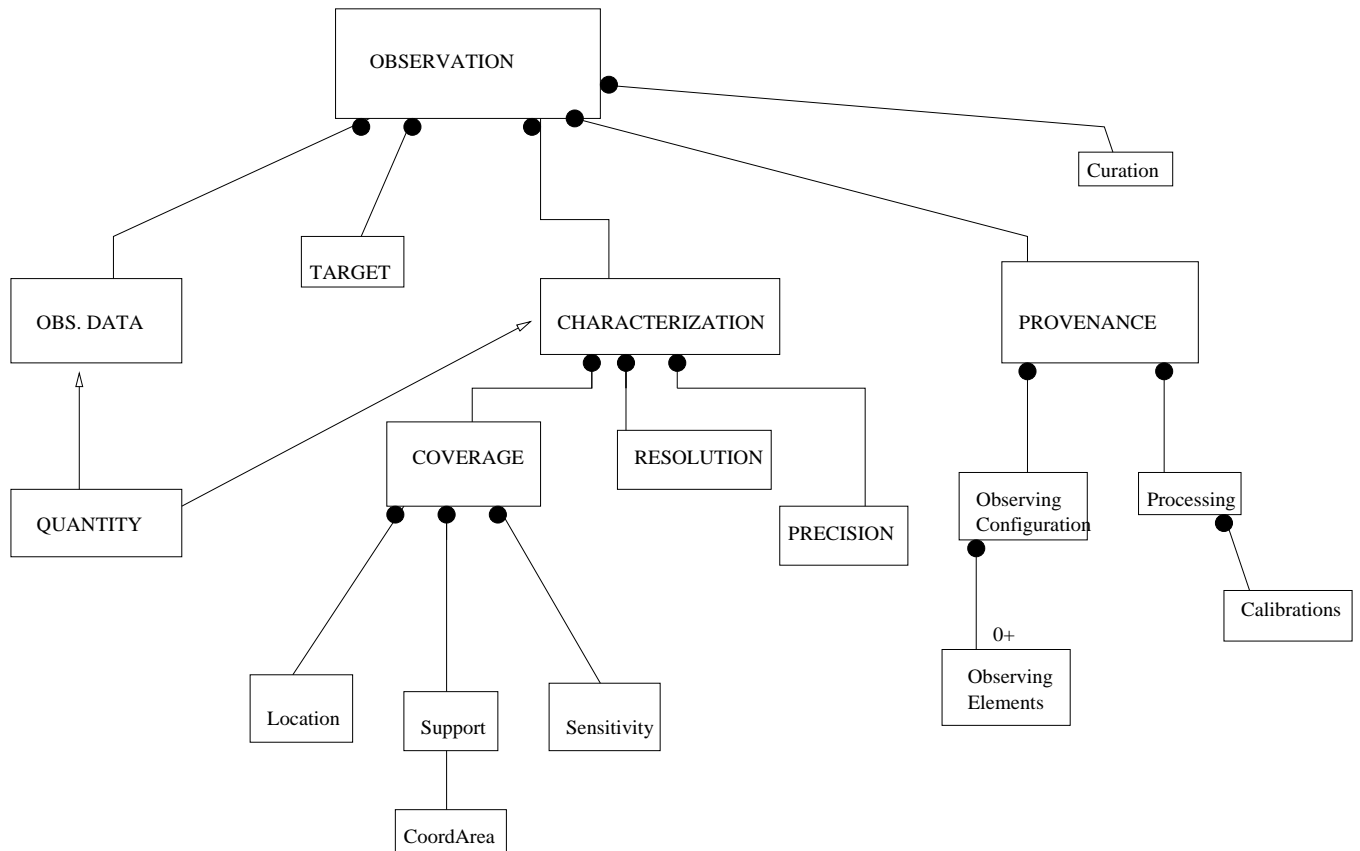 OBSERVATION
Curation
TARGET
OBS. DATA
CHARACTERIZATION
PROVENANCE
COVERAGE
RESOLUTION
QUANTITY
PRECISION
Observing
Configuration
Processing
Calibrations
0+
Observing
Elements
Location
Support
Sensitivity
CoordArea